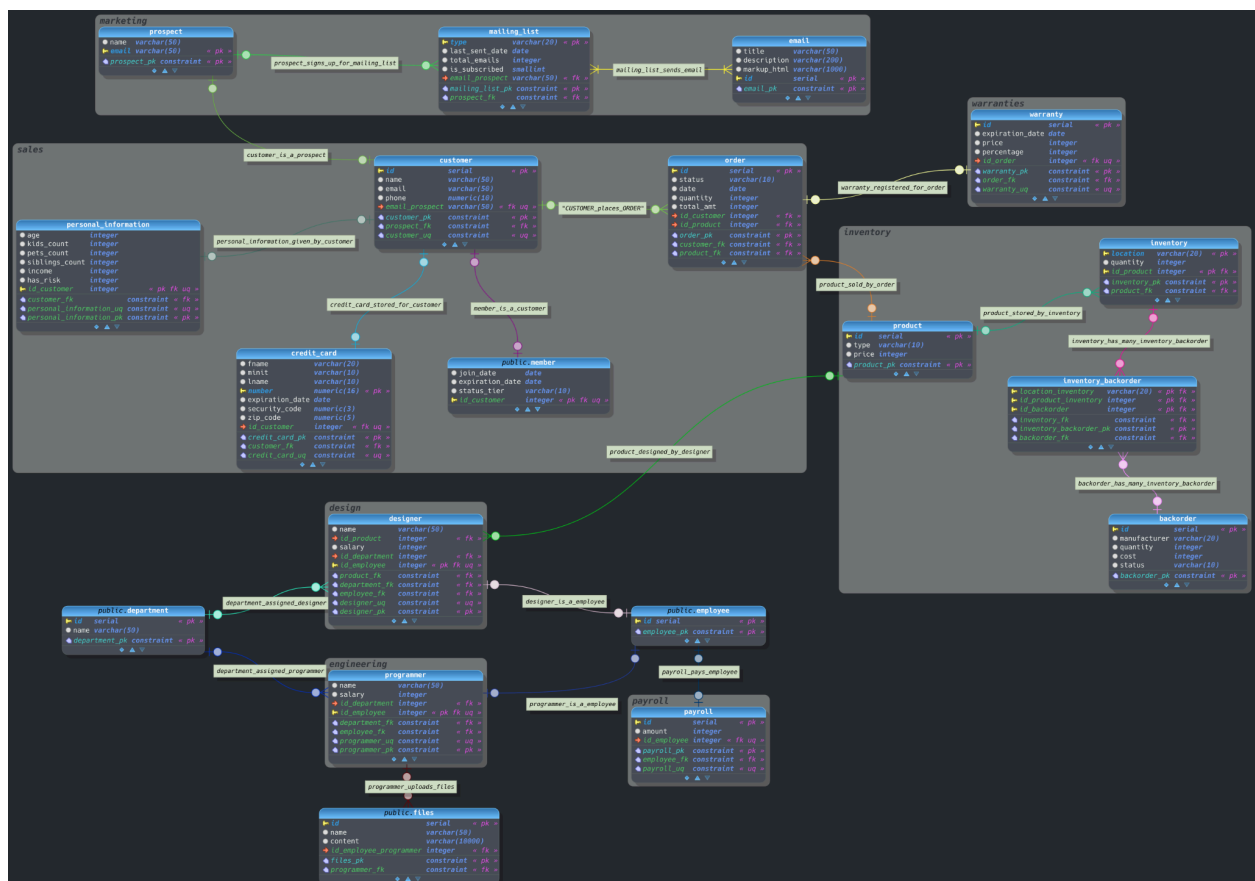 marketing
prospect
name varchar(50)
email varchar(50) « pk »
prospect_pk constraint « pk »
prospect_signs_up_for_mailing_list
mailing_list
type varchar(20) « pk »
last_sent_date date
total_emails integer
is_subscribed smallint
email_prospect varchar(50) « fk »
mailing_list_pk constraint « pk »
prospect_fk constraint « fk »
mailing_list_sends_email
email
title varchar(50)
description varchar(200)
markup_html varchar(1000)
id serial « pk »
email_pk constraint « pk »
warranties
warranty
id serial « pk »
expiration_date date
price integer
percentage integer
id_order integer « fk uq »
warranty_pk constraint « pk »
order_fk constraint « fk »
warranty_uq constraint « uq »
customer_is_a_prospect
warranty_registered_for_order
sales
customer
id serial « pk »
name varchar(50)
email varchar(50)
phone numeric(10)
email_prospect varchar(50) « fk uq »
customer_pk constraint « pk »
prospect_fk constraint « fk »
customer_uq constraint « uq »
"CUSTOMER_places_ORDER"
order
id serial « pk »
status varchar(10)
date date
quantity integer
total_amt integer
id_customer integer « fk »
id_product integer « fk »
order_pk constraint « pk »
customer_fk constraint « fk »
product_fk constraint « fk »
personal_information
age integer
kids_count integer
pets_count integer
siblings_count integer
income integer
has_risk integer
id_customer integer « pk fk uq »
customer_fk constraint « fk »
personal_information_uq constraint « uq »
personal_information_pk constraint « pk »
personal_information_given_by_customer
credit_card_stored_for_customer
member_is_a_customer
credit_card
fname varchar(20)
minit varchar(10)
lname varchar(10)
number numeric(16) « pk »
expiration_date date
security_code numeric(3)
zip_code numeric(5)
id_customer integer « fk uq »
credit_card_pk constraint « pk »
customer_fk constraint « fk »
credit_card_uq constraint « uq »
public.member
join_date date
expiration_date date
status_tier varchar(10)
id_customer integer « pk fk uq »
inventory
inventory
location varchar(20) « pk »
quantity integer
id_product integer « pk fk »
inventory_pk constraint « pk »
product_fk constraint « fk »
product_sold_by_order
product_stored_by_inventory
product
id serial « pk »
type varchar(10)
price integer
product_pk constraint « pk »
inventory_has_many_inventory_backorder
inventory_backorder
location_inventory varchar(20) « pk fk »
id_product_inventory integer « pk fk »
id_backorder integer « pk fk »
inventory_fk constraint « fk »
inventory_backorder_pk constraint « pk »
backorder_fk constraint « fk »
backorder_has_many_inventory_backorder
backorder
id serial « pk »
manufacturer varchar(20)
quantity integer
cost integer
status varchar(10)
backorder_pk constraint « pk »
product_designed_by_designer
design
designer
name varchar(50)
id_product integer « fk »
salary integer
id_department integer « fk »
id_employee integer « pk fk uq »
product_fk constraint « fk »
department_fk constraint « fk »
employee_fk constraint « fk »
designer_uq constraint « uq »
designer_pk constraint « pk »
department_assigned_designer
designer_is_a_employee
public.department
id serial « pk »
name varchar(50)
department_pk constraint « pk »
public.employee
id serial « pk »
employee_pk constraint « pk »
department_assigned_programmer
engineering
programmer
name varchar(50)
salary integer
id_department integer « fk »
id_employee integer « pk fk uq »
department_fk constraint « fk »
employee_fk constraint « fk »
programmer_uq constraint « uq »
programmer_pk constraint « pk »
programmer_is_a_employee
payroll_pays_employee
payroll
payroll
id serial « pk »
amount integer
id_employee integer « fk uq »
payroll_pk constraint « pk »
employee_fk constraint « fk »
payroll_uq constraint « uq »
programmer_uploads_files
public.files
id serial « pk »
name varchar(50)
content varchar(10000)
id_employee_programmer integer « fk »
files_pk constraint « pk »
programmer_fk constraint « fk »